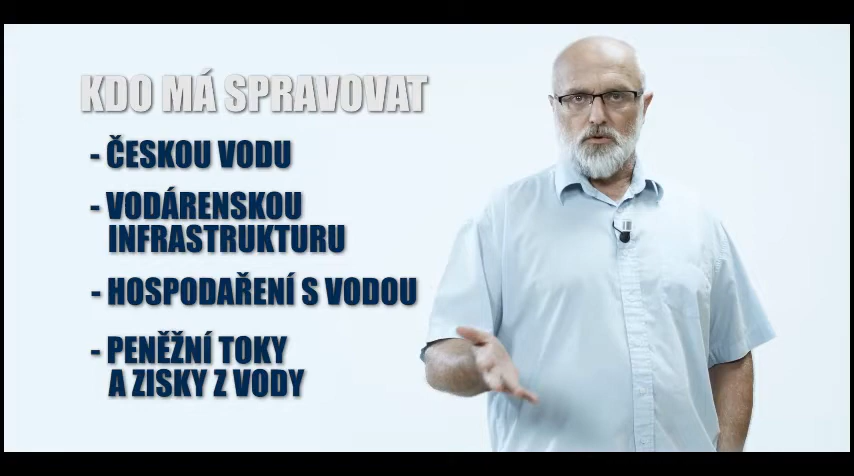 KDO MÁ SPRAVOVAT
- ČESKOU VODU
- VODÁRENSKOU
INFRASTRUKTURU
- HOSPODAŘENÍ S VODOU
- PENĚŽNÍ TOKY
A ZISKY Z VODY